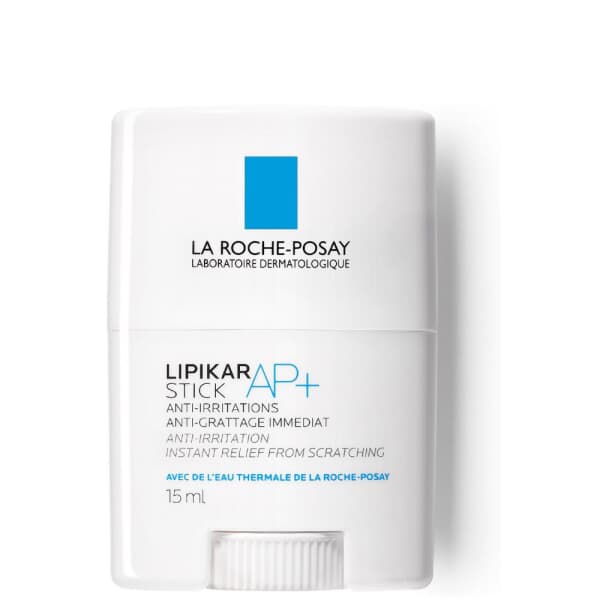 LA ROCHE-POSAY
LABORATOIRE DERMATOLOGIQUE
LIPIKAR
STICK AP+
ANTI-IRRITATIONS
ANTI-GRATTAGE IMMEDIAT
ANTI-IRRITATION
INSTANT RELIEF FROM SCRATCHING
AVEC DE L'EAU THERMALE DE LA ROCHE-POSAY
15 ml